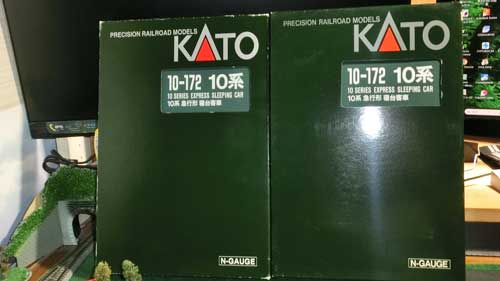 PRECISION RAILROAD MODELS
KATO
10-172 10系
10 SERIES EXPRESS SLEEPING CAR
10系 急行形 寝台客車
N-GAUGE
PRECISION RAILROAD MODELS
KATO
10-172 10系
10 SERIES EXPRESS SLEEPING CAR
10系 急行形 寝台客車
N-GAUGE